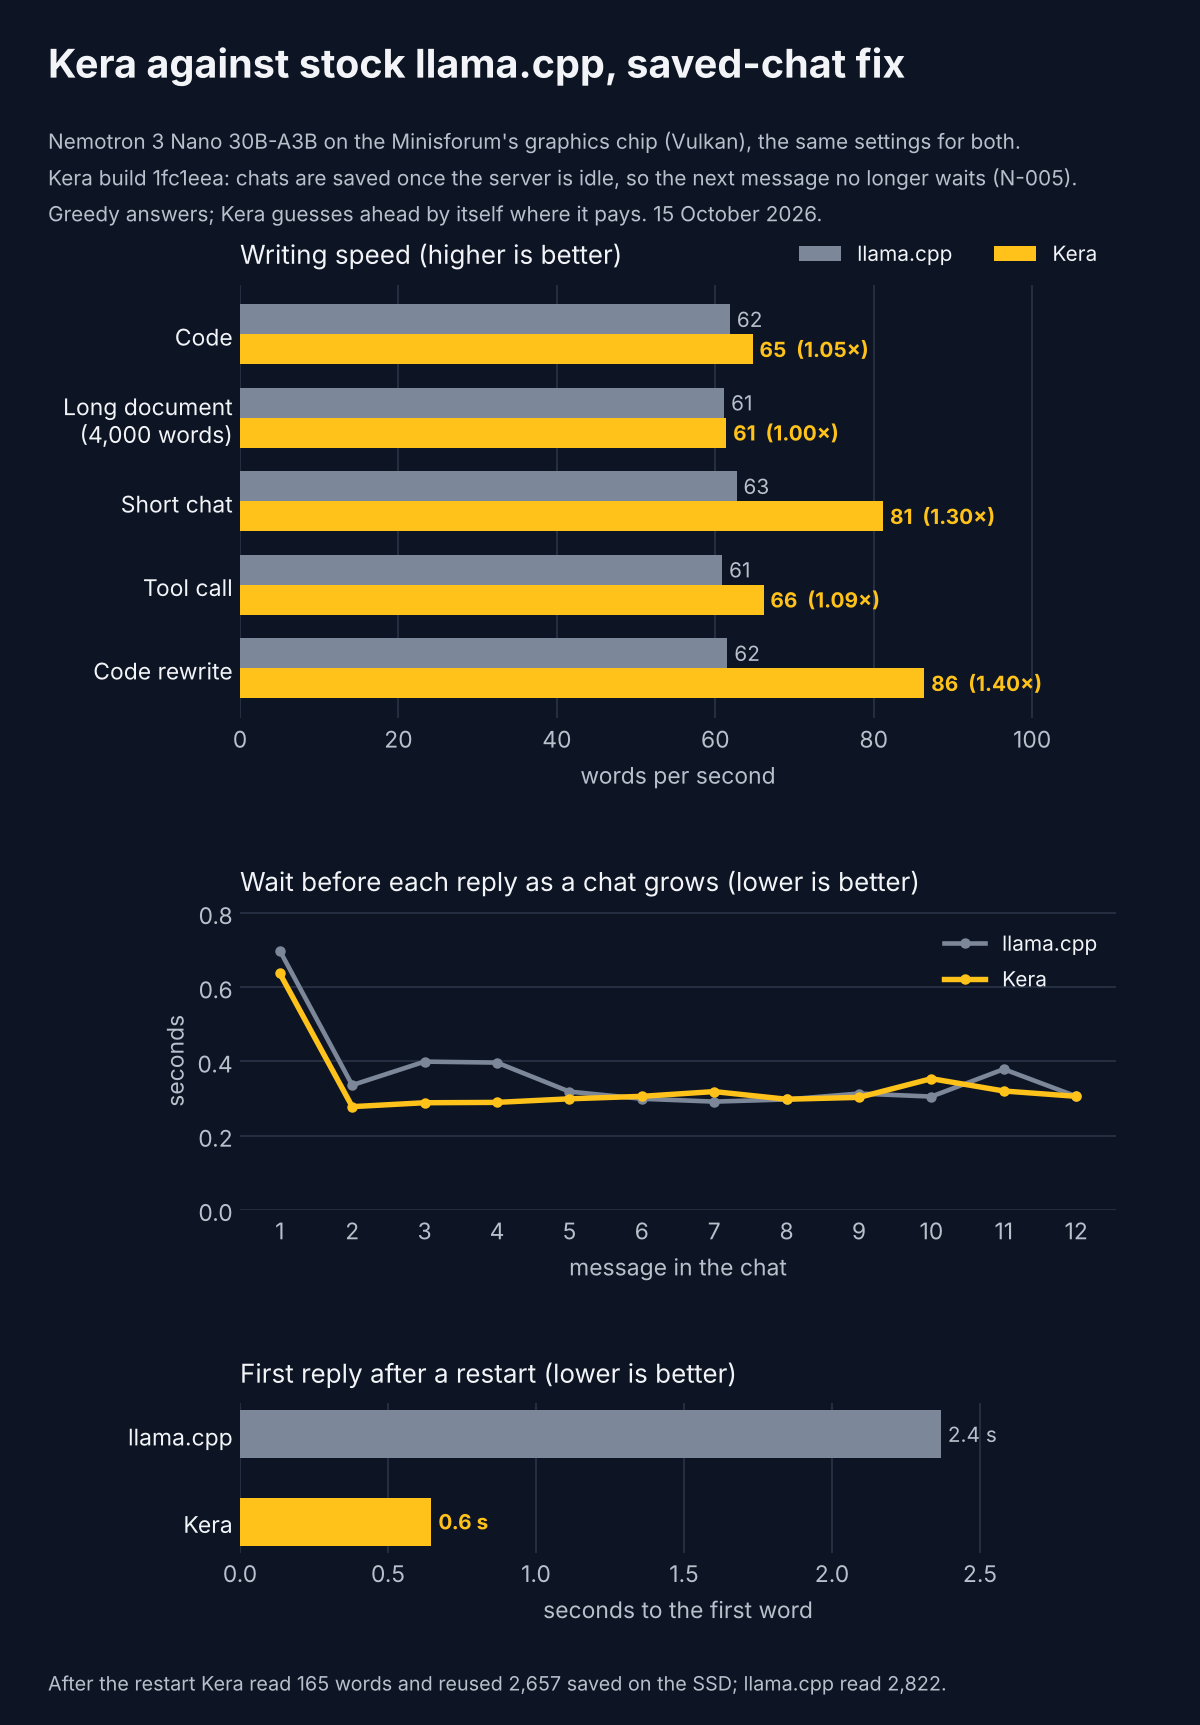 Kera against stock llama.cpp, saved-chat fix
Nemotron 3 Nano 30B-A3B on the Minisforum's graphics chip (Vulkan), the same settings for both.
Kera build 1fc1eea: chats are saved once the server is idle, so the next message no longer waits (N-005).
Greedy answers; Kera guesses ahead by itself where it pays. 15 October 2026.
Writing speed (higher is better)
llama.cpp
Kera
Code
62
65 (1.05×)
Long document
(4,000 words)
61
61 (1.00×)
Short chat
63
81 (1.30×)
Tool call
61
66 (1.09×)
Code rewrite
62
86 (1.40×)
0 20 40 60 80 100
words per second
Wait before each reply as a chat grows (lower is better)
llama.cpp
Kera
seconds
0.8
0.6
0.4
0.2
0.0
1 2 3 4 5 6 7 8 9 10 11 12
message in the chat
First reply after a restart (lower is better)
llama.cpp
2.4 s
Kera
0.6 s
0.0 0.5 1.0 1.5 2.0 2.5
seconds to the first word
After the restart Kera read 165 words and reused 2,657 saved on the SSD; llama.cpp read 2,822.